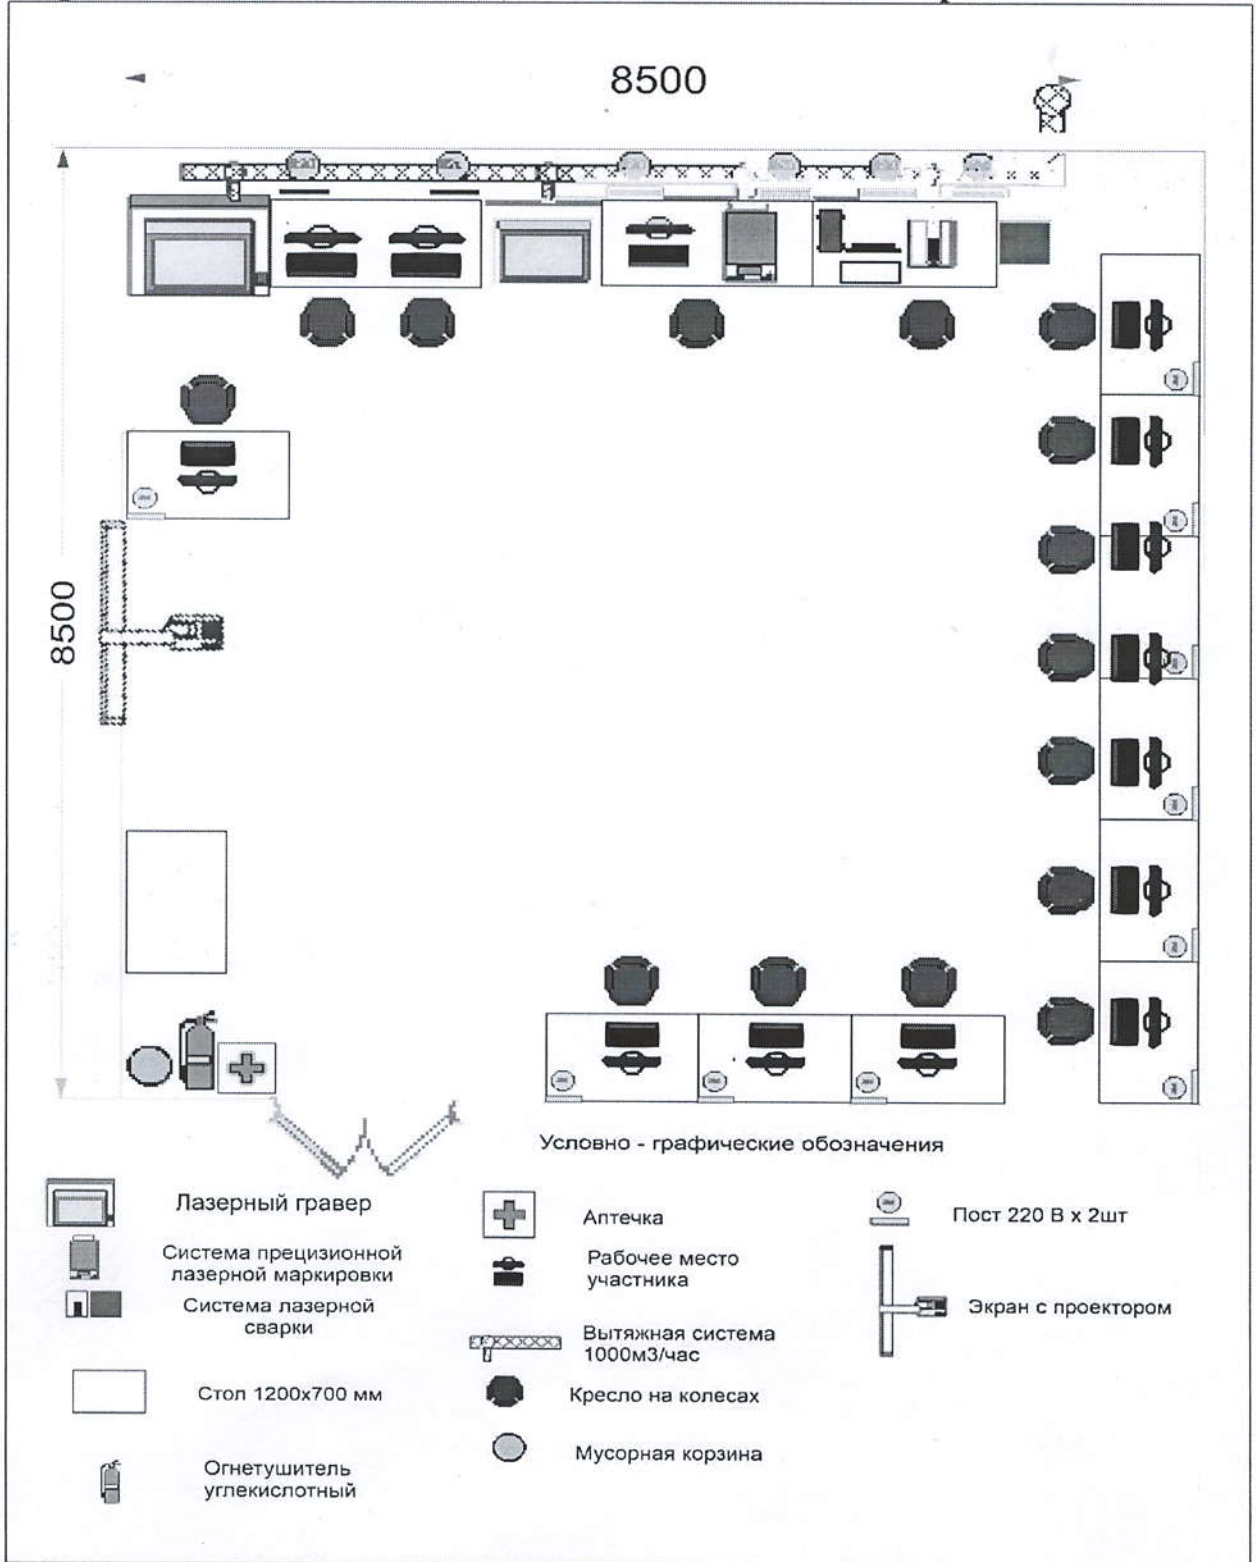 8500
8500
Условно - графические обозначения
Лазерный гравер
Система прецизионной
лазерной маркировки
Система лазерной
сварки
Стол 1200х700 мм
Огнетушитель
углекислотный
Аптечка
Рабочее место
участника
Вытяжная система
1000м3/час
Кресло на колесах
Мусорная корзина
Пост 220 В х 2шт
Экран с проектором